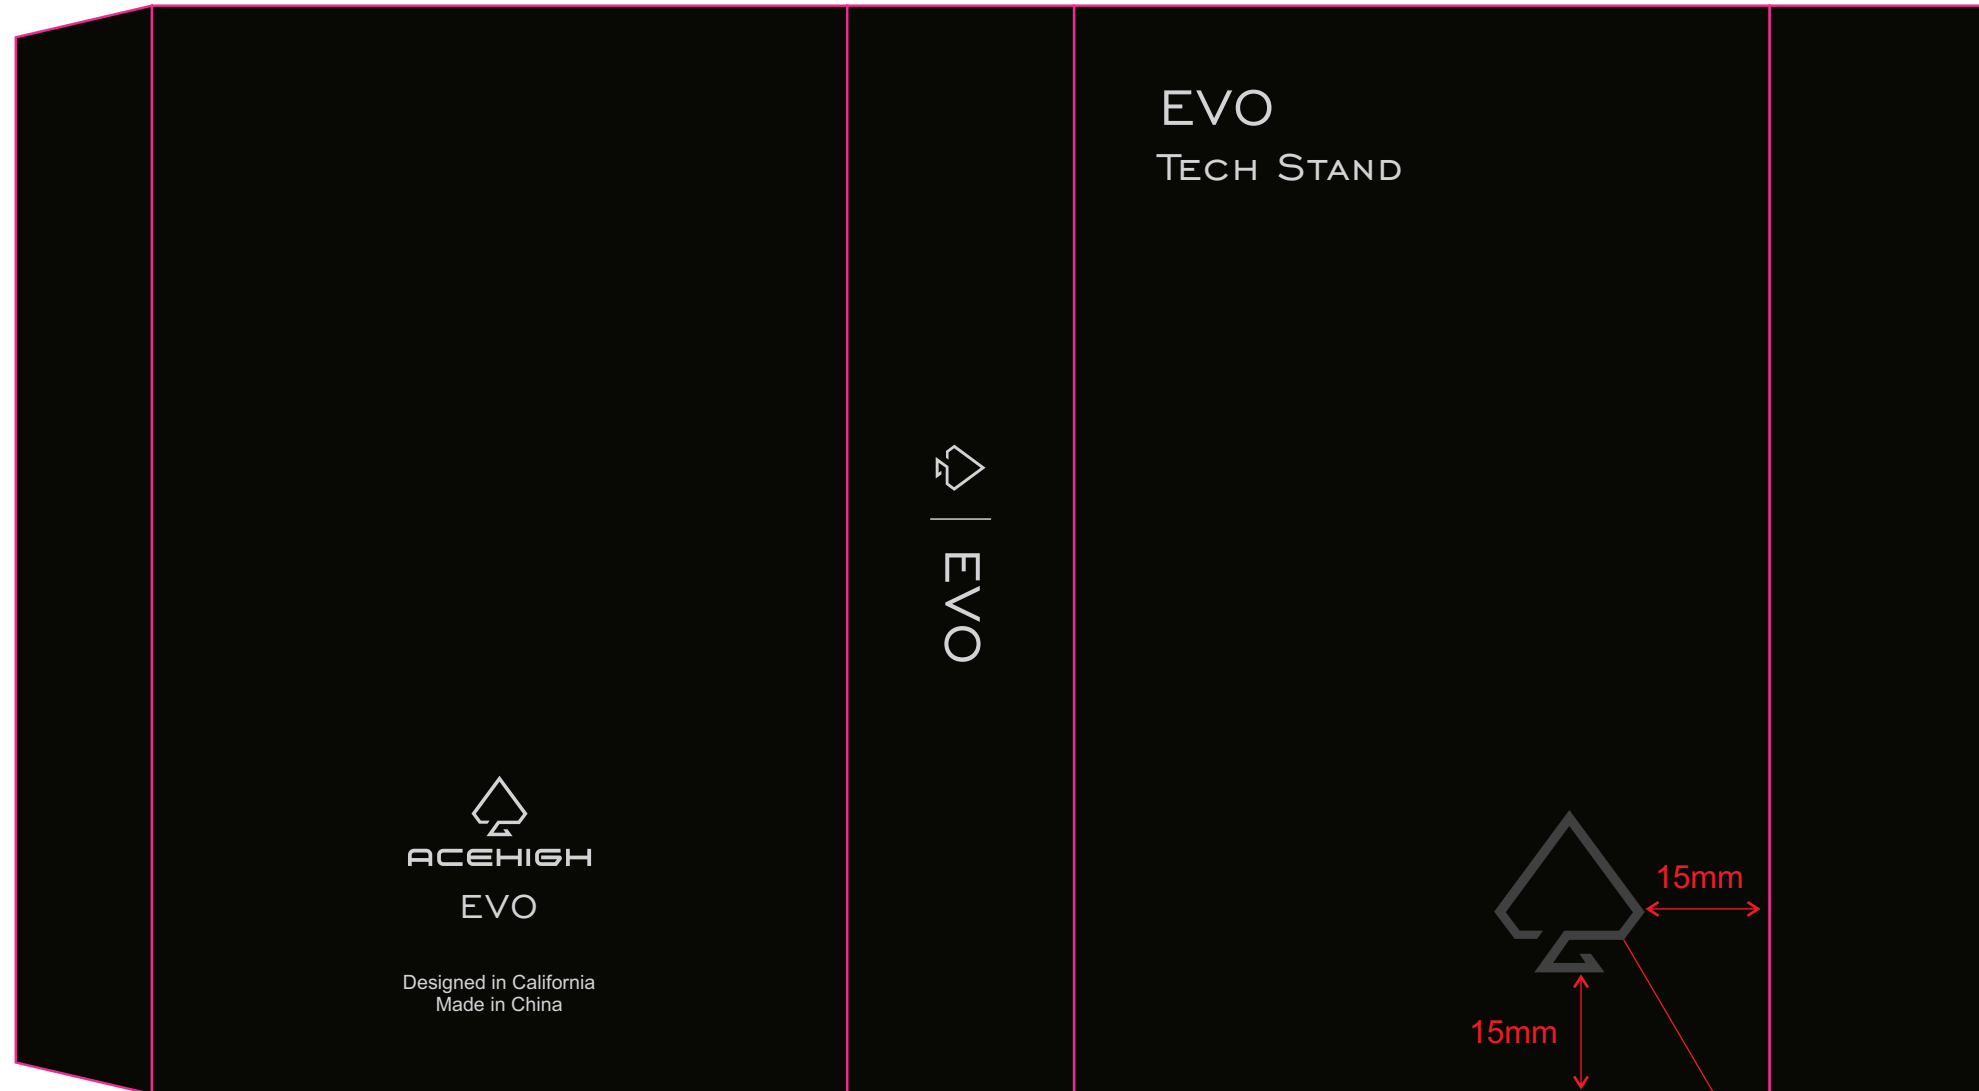 EVO
TECH STAND
EVO
ACEHIGH
EVO
Designed in California
Made in China
15mm
15mm